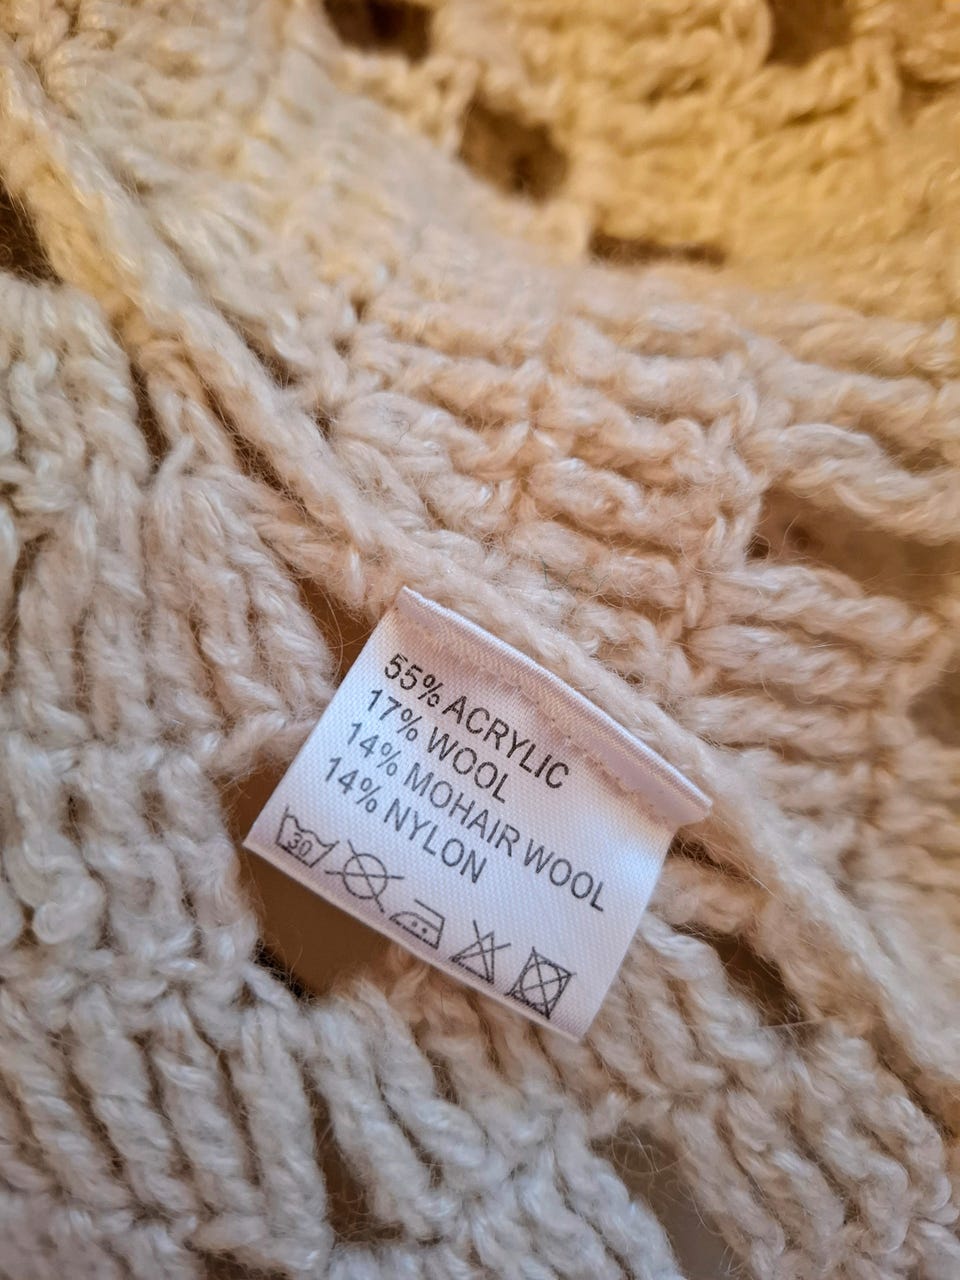 55% ACRYLIC
17% WOOL
14% MOHAIR WOOL
14% NYLON
30